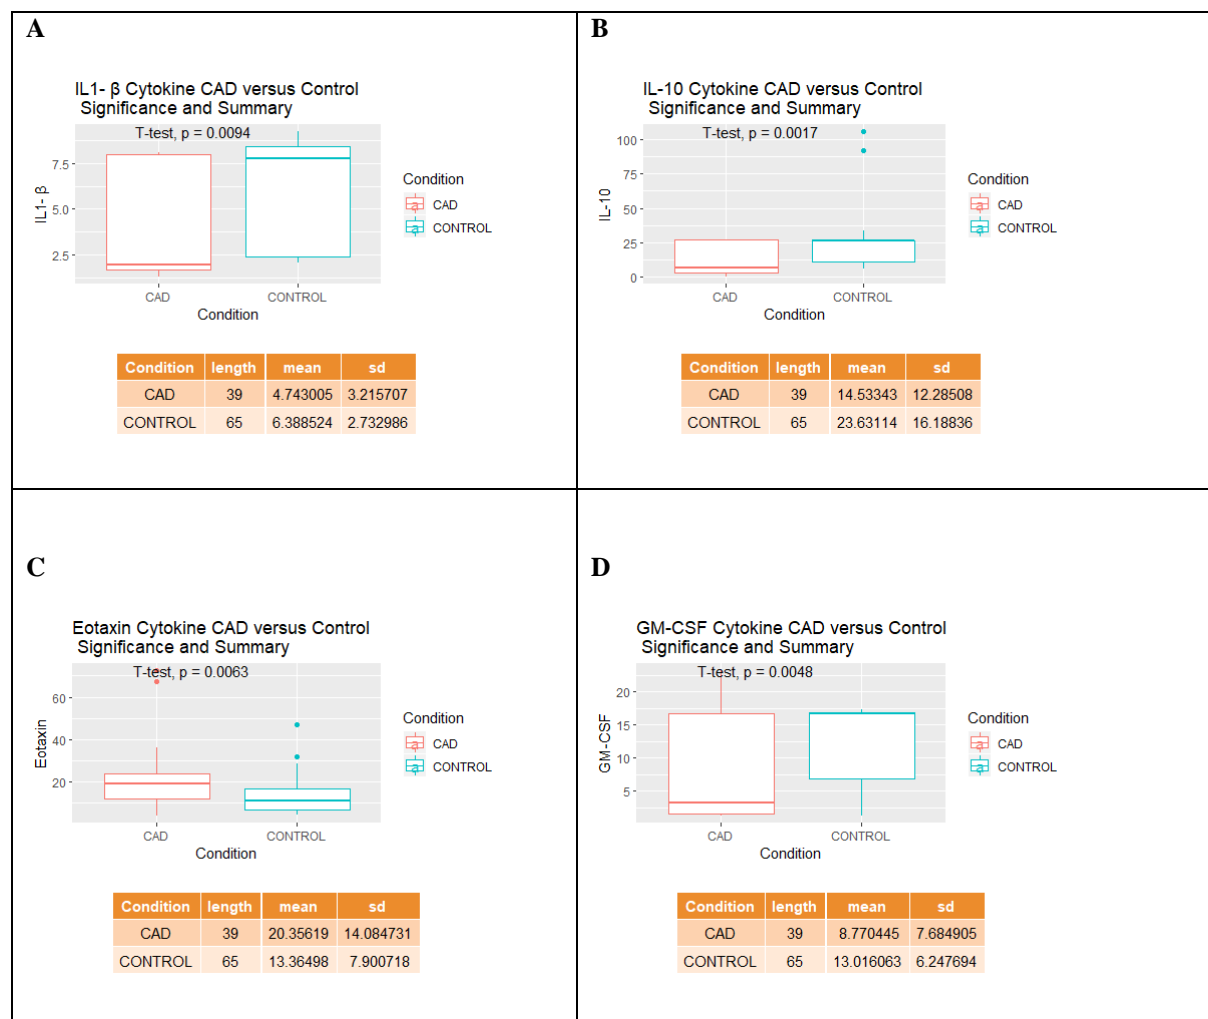 A
IL1- β Cytokine CAD versus Control
Significance and Summary
T-test, p = 0.0094
7.5
5.0
2.5
IL1- β
CAD
CONTROL
Condition
Condition
a CAD
a CONTROL
Condition length mean sd
CAD 39 4.743005 3.215707
CONTROL 65 6.388524 2.732986
B
IL-10 Cytokine CAD versus Control
Significance and Summary
T-test, p = 0.0017
100
75
50
25
0
IL-10
CAD
CONTROL
Condition
Condition
a CAD
a CONTROL
Condition length mean sd
CAD 39 14.53343 12.28508
CONTROL 65 23.63114 16.18836
C
Eotaxin Cytokine CAD versus Control
Significance and Summary
T-test, p = 0.0063
60
40
20
Eotaxin
CAD
CONTROL
Condition
Condition
a CAD
a CONTROL
Condition length mean sd
CAD 39 20.35619 14.084731
CONTROL 65 13.36498 7.900718
D
GM-CSF Cytokine CAD versus Control
Significance and Summary
T-test, p = 0.0048
20
15
10
5
GM-CSF
CAD
CONTROL
Condition
Condition
a CAD
a CONTROL
Condition length mean sd
CAD 39 8.770445 7.684905
CONTROL 65 13.016063 6.247694